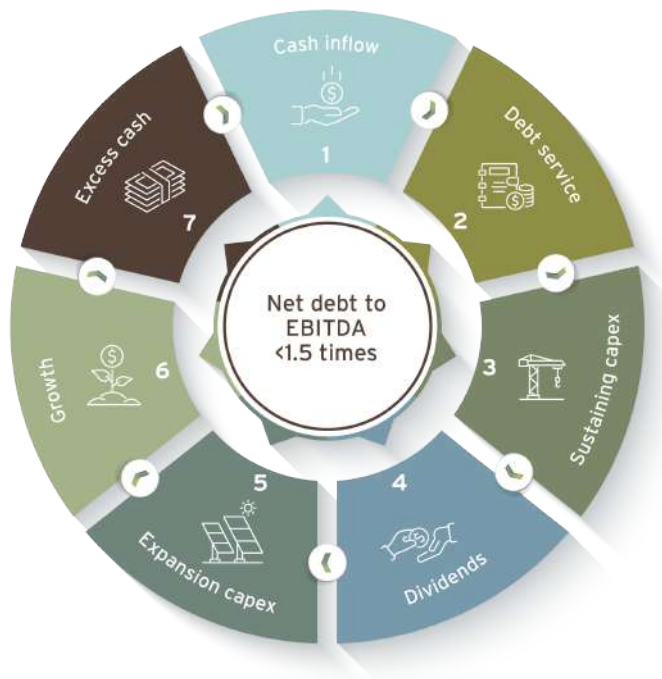 Cash inflow
1
Debt service
2
Sustaining capex
3
Dividends
4
Expansion capex
5
Growth
6
Excess cash
7
Net debt to
EBITDA
<1.5 times